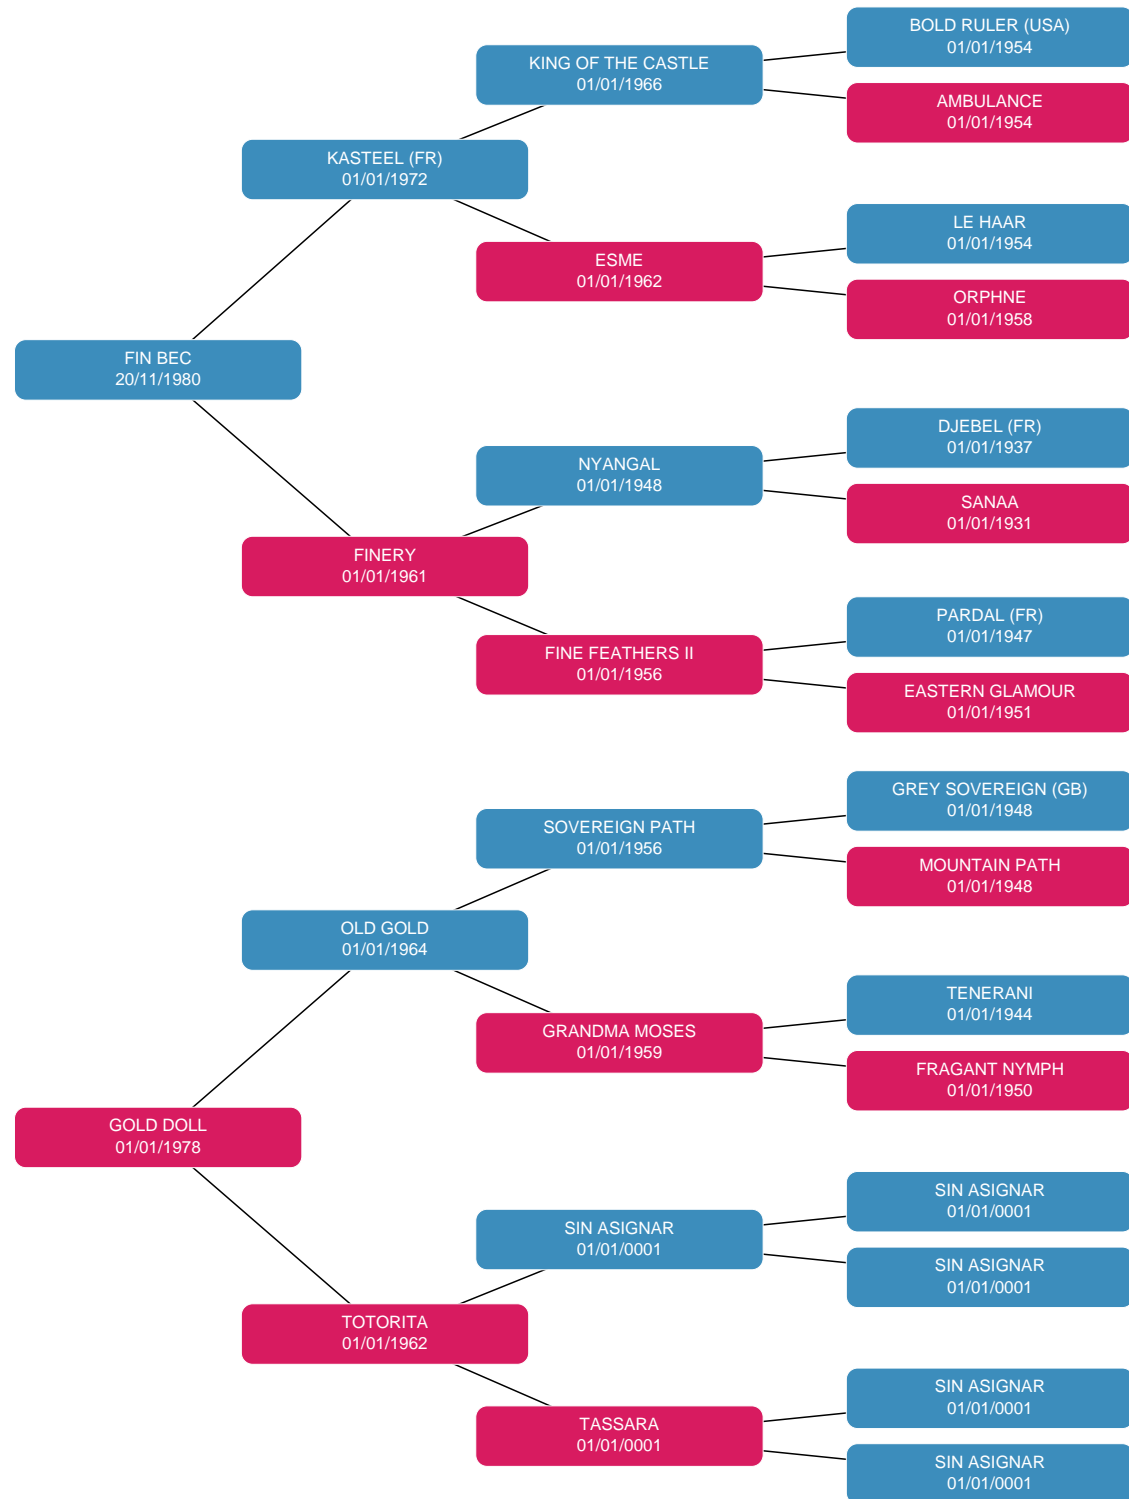 BOLD RULER (USA)
01/01/1954
KING OF THE CASTLE
01/01/1966
AMBULANCE
01/01/1954
KASTEEL (FR)
01/01/1972
LE HAAR
01/01/1954
ESME
01/01/1962
ORPHNE
01/01/1958
FIN BEC
20/11/1980
DJEBEL (FR)
01/01/1937
NYANGAL
01/01/1948
SANAA
01/01/1931
FINERY
01/01/1961
PARDAL (FR)
01/01/1947
FINE FEATHERS II
01/01/1956
EASTERN GLAMOUR
01/01/1951
GREY SOVEREIGN (GB)
01/01/1948
SOVEREIGN PATH
01/01/1956
MOUNTAIN PATH
01/01/1948
OLD GOLD
01/01/1964
TENERANI
01/01/1944
GRANDMA MOSES
01/01/1959
FRAGANT NYMPH
01/01/1950
GOLD DOLL
01/01/1978
SIN ASIGNAR
01/01/0001
SIN ASIGNAR
01/01/0001
SIN ASIGNAR
01/01/0001
TOTORITA
01/01/1962
SIN ASIGNAR
01/01/0001
TASSARA
01/01/0001
SIN ASIGNAR
01/01/0001